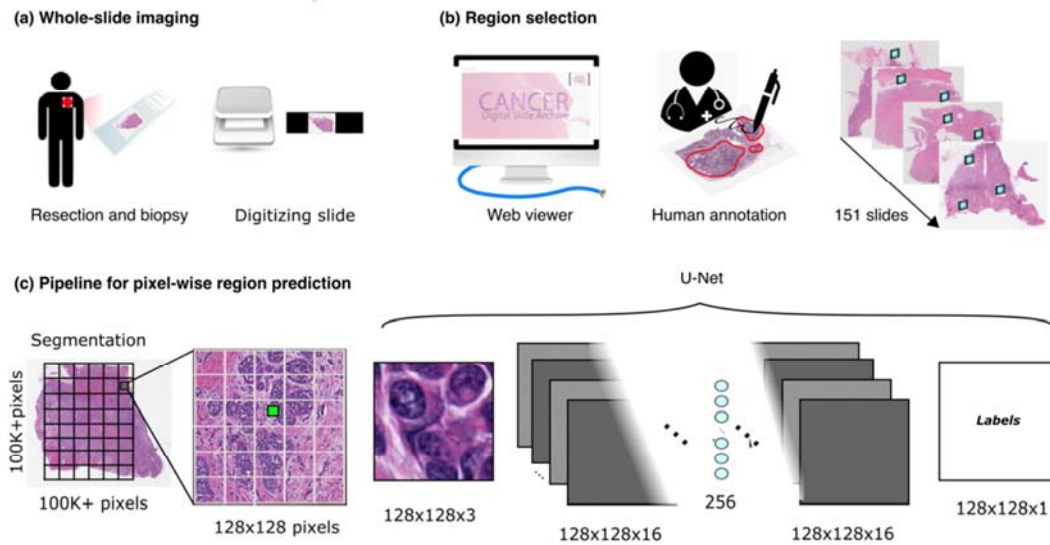 (a) Whole-slide imaging
Resection and biopsy
Digitizing slide
(b) Region selection
CANCER
Digital Slide Archive
Web viewer
Human annotation
151 slides
(c) Pipeline for pixel-wise region prediction
U-Net
Segmentation
100K+pixels
100K+ pixels
128x128 pixels
128x128x3
128x128x16
256
128x128x16
Labels
128x128x1